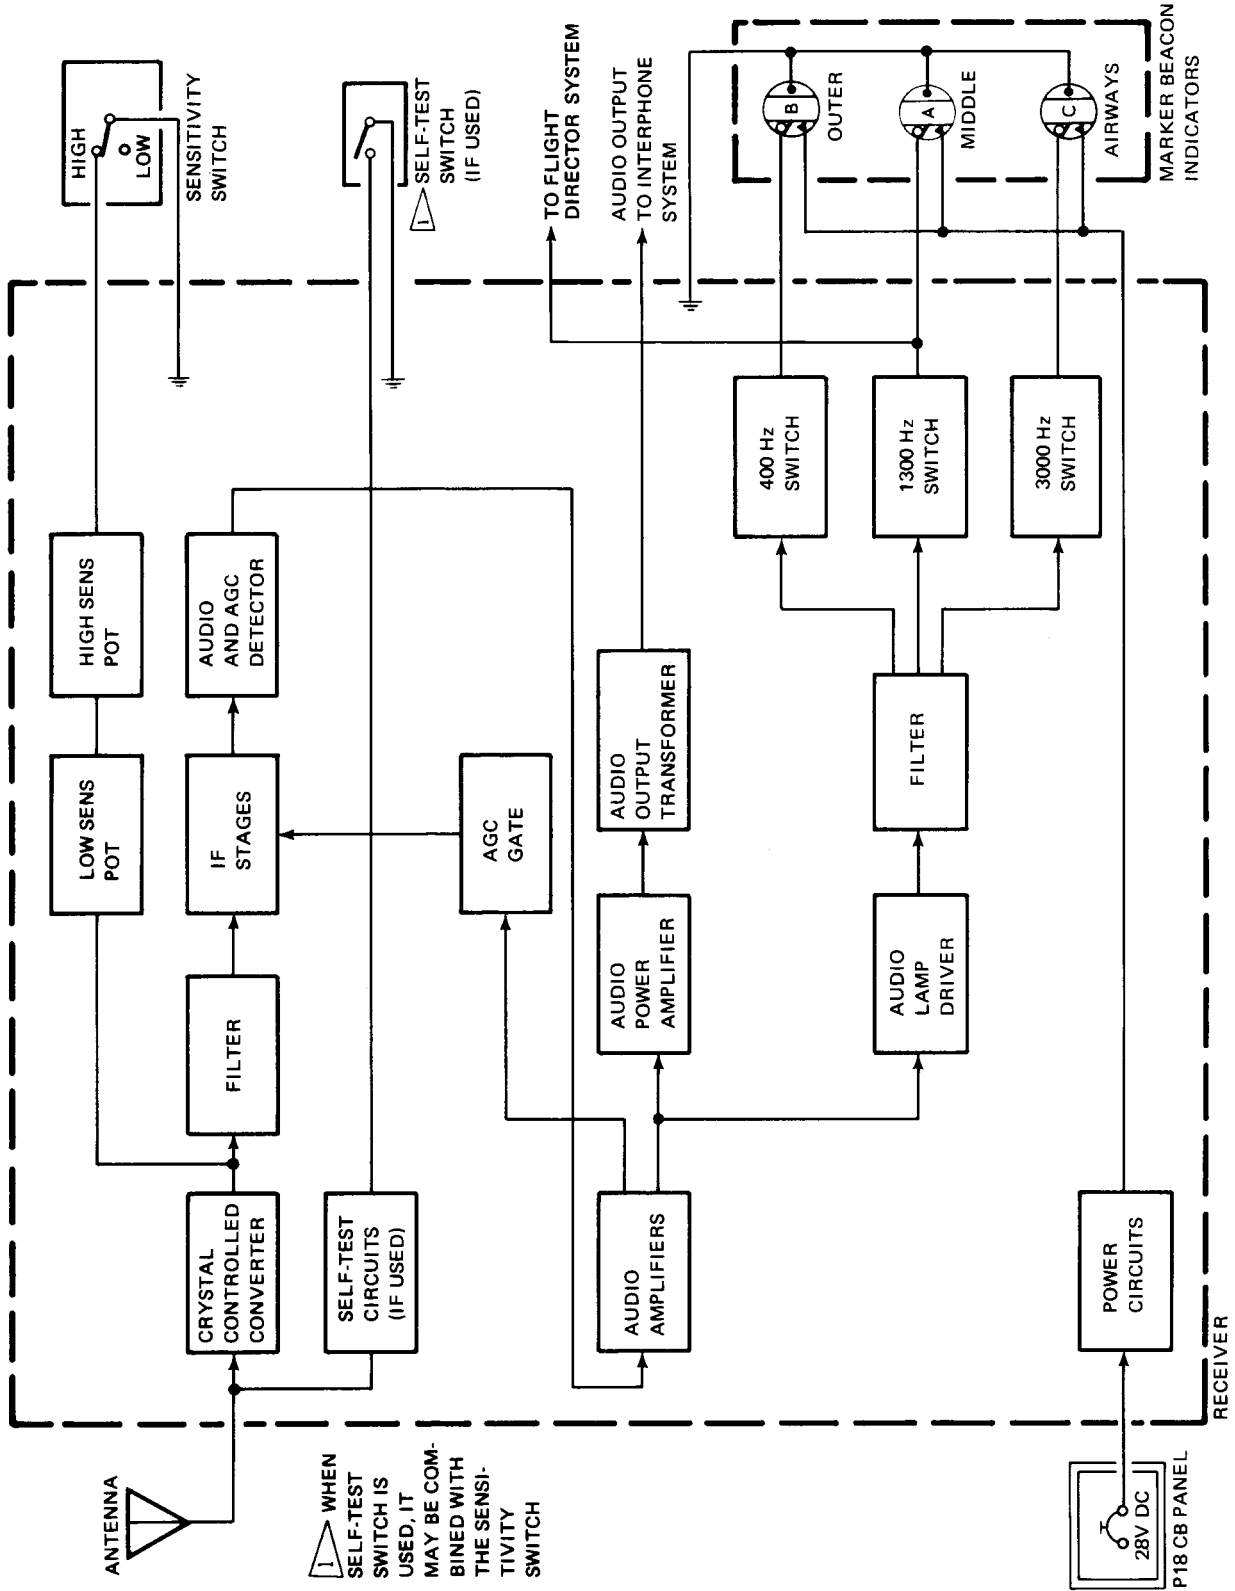 ANTENNA
1 WHEN
SELF-TEST
SWITCH IS
USED, IT
MAY BE COM-
BINED WITH
THE SENSI-
TIVITY
SWITCH
28V DC
P18 CB PANEL
RECEIVER
CRYSTAL
CONTROLLED
CONVERTER
SELF-TEST
CIRCUITS
(IF USED)
AUDIO
AMPLIFIERS
POWER
CIRCUITS
FILTER
LOW SENS
POT
IF
STAGES
AGC
GATE
AUDIO
POWER
AMPLIFIER
AUDIO
LAMP
DRIVER
HIGH SENS
POT
AUDIO
AND AGC
DETECTOR
AUDIO
OUTPUT
TRANSFORMER
FILTER
400 Hz
SWITCH
1300 Hz
SWITCH
3000 Hz
SWITCH
HIGH
LOW
SENSITIVITY
SWITCH
1
SELF-TEST
SWITCH
(IF USED)
TO FLIGHT
DIRECTOR SYSTEM
AUDIO OUTPUT
TO INTERPHONE
SYSTEM
B
OUTER
A
MIDDLE
C
AIRWAYS
MARKER BEACON
INDICATORS